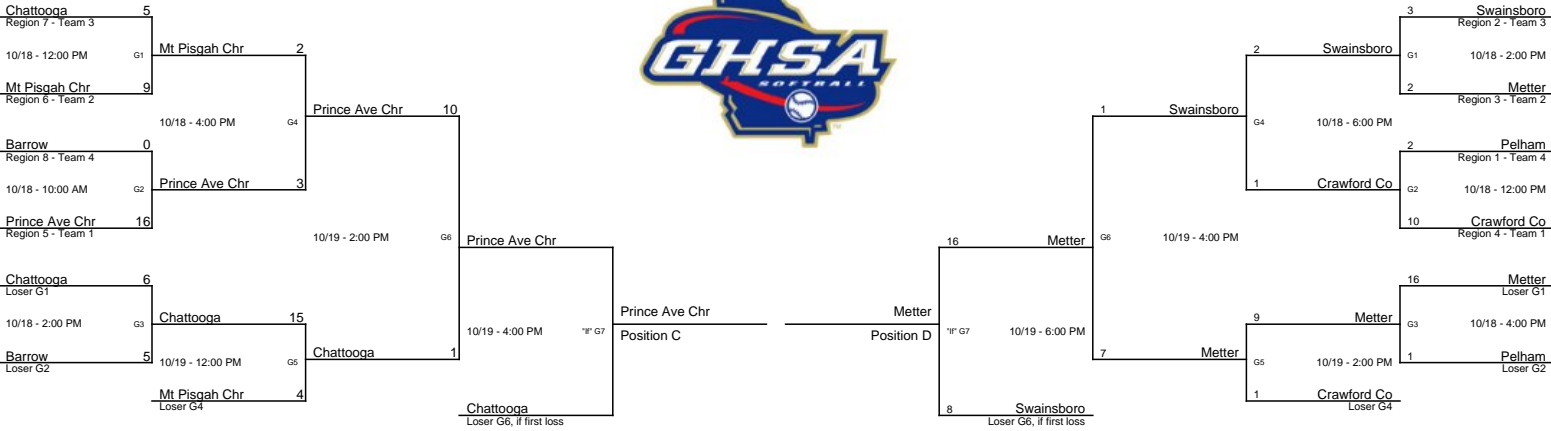 Chattooga 5
Region 7 - Team 3
10/18 - 12:00 PM G1
Mt Pisgah Chr 2
Mt Pisgah Chr 9
Region 6 - Team 2
10/18 - 4:00 PM G4
Prince Ave Chr 10
Barrow 0
Region 8 - Team 4
10/18 - 10:00 AM G2
Prince Ave Chr 3
Prince Ave Chr 16
Region 5 - Team 1
10/19 - 2:00 PM G6
Prince Ave Chr
Chattooga 6
Loser G1
10/18 - 2:00 PM G3
Chattooga 15
Barrow 5
Loser G2
10/19 - 12:00 PM G5
Chattooga 1
Mt Pisgah Chr 4
Loser G4
10/19 - 4:00 PM "If" G7
Chattooga
Loser G6, if first loss
Prince Ave Chr
Position C
GHSA
SOFTBALL
TM
Metter
Position D
3 Swainsboro
Region 2 - Team 3
G1 10/18 - 2:00 PM
2 Swainsboro
2 Metter
Region 3 - Team 2
G4 10/18 - 6:00 PM
1 Swainsboro
2 Pelham
Region 1 - Team 4
G2 10/18 - 12:00 PM
1 Crawford Co
10 Crawford Co
Region 4 - Team 1
G6 10/19 - 4:00 PM
16 Metter
16 Metter
Loser G1
G3 10/18 - 4:00 PM
9 Metter
1 Pelham
Loser G2
G5 10/19 - 2:00 PM
7 Metter
1 Crawford Co
Loser G4
"If" G7 10/19 - 6:00 PM
8 Swainsboro
Loser G6, if first loss